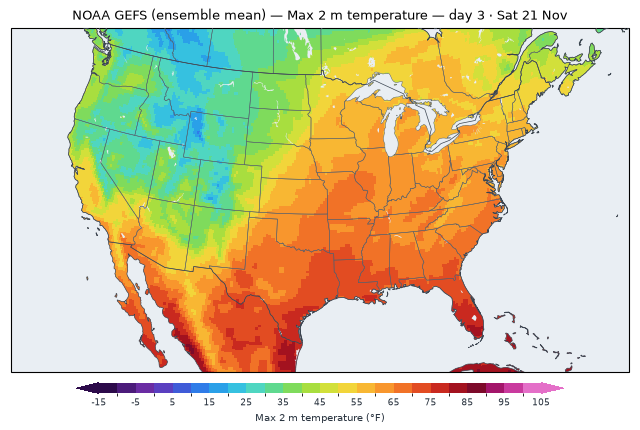 NOAA GEFS (ensemble mean) — Max 2 m temperature — day 3 · Sat 21 Nov
-15 -5 5 15 25 35 45 55 65 75 85 95 105
Max 2 m temperature (°F)